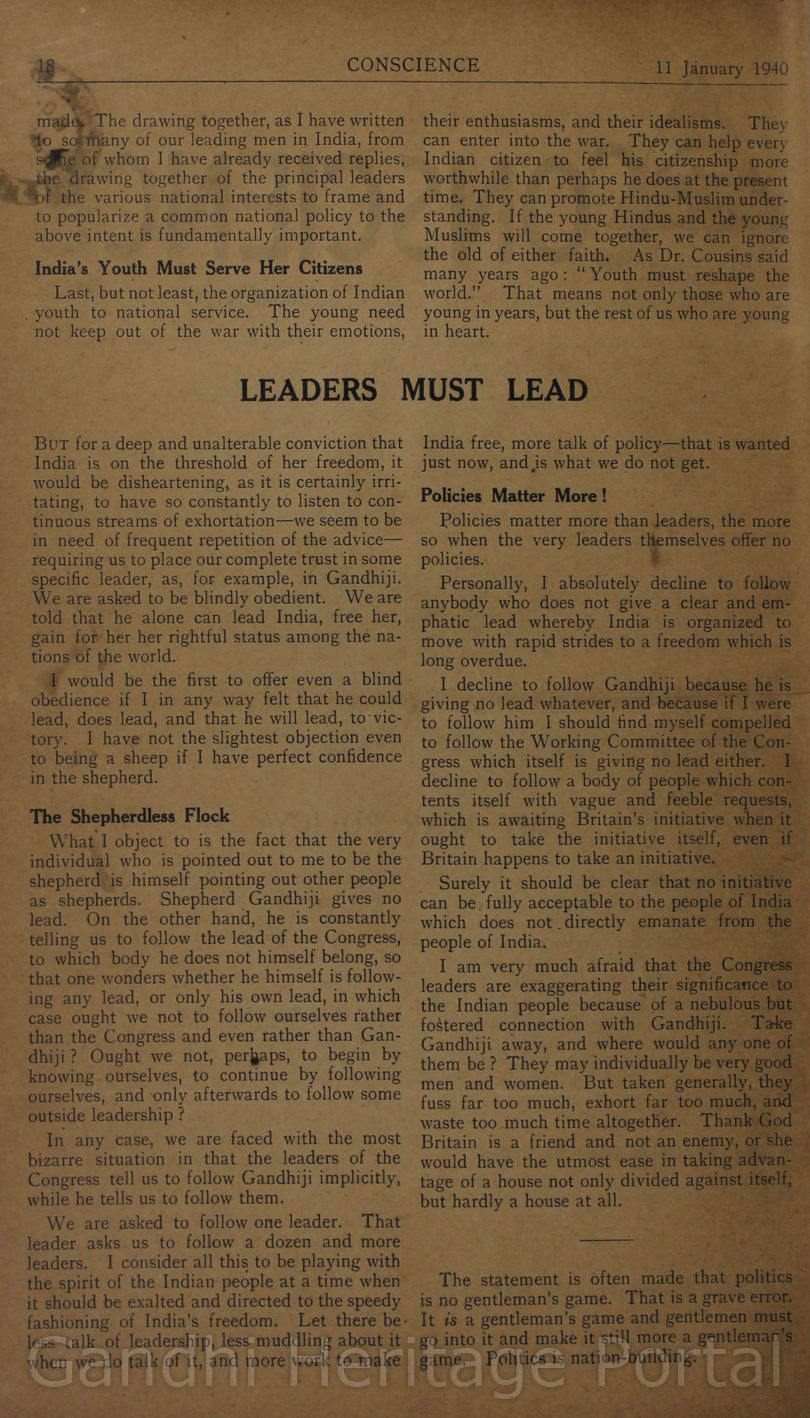 18
CONSCIENCE
11 January 1940
made. The drawing together, as I have written
to so many of our leading men in India, from
some of whom I have already received replies,
the drawing together of the principal leaders
of the various national interests to frame and
to popularize a common national policy to the
above intent is fundamentally important.
India's Youth Must Serve Her Citizens
Last, but not least, the organization of Indian
youth to national service. The young need
not keep out of the war with their emotions,
their enthusiasms, and their idealisms. They
can enter into the war. They can help every
Indian citizen to feel his citizenship more
worthwhile than perhaps he does at the present
time. They can promote Hindu-Muslim under-
standing. If the young Hindus and the young
Muslims will come together, we can ignore
the old of either faith. As Dr. Cousins said
many years ago: "Youth must reshape the
world." That means not only those who are
young in years, but the rest of us who are young
in heart.
LEADERS MUST LEAD
BUT for a deep and unalterable conviction that
India is on the threshold of her freedom, it
would be disheartening, as it is certainly irri-
tating, to have so constantly to listen to con-
tinuous streams of exhortation—we seem to be
in need of frequent repetition of the advice—
requiring us to place our complete trust in some
specific leader, as, for example, in Gandhiji.
We are asked to be blindly obedient. We are
told that he alone can lead India, free her,
gain for her her rightful status among the na-
tions of the world.
I would be the first to offer even a blind
obedience if I in any way felt that he could
lead, does lead, and that he will lead, to vic-
tory. I have not the slightest objection even
to being a sheep if I have perfect confidence
in the shepherd.
The Shepherdless Flock
What I object to is the fact that the very
individual who is pointed out to me to be the
shepherd is himself pointing out other people
as shepherds. Shepherd Gandhiji gives no
lead. On the other hand, he is constantly
telling us to follow the lead of the Congress,
to which body he does not himself belong, so
that one wonders whether he himself is follow-
ing any lead, or only his own lead, in which
case ought we not to follow ourselves rather
than the Congress and even rather than Gan-
dhiji? Ought we not, perhaps, to begin by
knowing ourselves, to continue by following
ourselves, and only afterwards to follow some
outside leadership?
In any case, we are faced with the most
bizarre situation in that the leaders of the
Congress tell us to follow Gandhiji implicitly,
while he tells us to follow them.
We are asked to follow one leader. That
leader asks us to follow a dozen and more
leaders. I consider all this to be playing with
the spirit of the Indian people at a time when
it should be exalted and directed to the speedy
fashioning of India's freedom. Let there be
less talk of leadership, less muddling about it
when we do talk of it, and more work to make
India free, more talk of policy—that is wanted
just now, and is what we do not get.
Policies Matter More!
Policies matter more than leaders, the more
so when the very leaders themselves offer no
policies.
Personally, I absolutely decline to follow
anybody who does not give a clear and em-
phatic lead whereby India is organized to
move with rapid strides to a freedom which is
long overdue.
I decline to follow Gandhiji because he is
giving no lead whatever, and because if I were
to follow him I should find myself compelled
to follow the Working Committee of the Con-
gress which itself is giving no lead either. I
decline to follow a body of people which con-
tents itself with vague and feeble requests,
which is awaiting Britain's initiative when it
ought to take the initiative itself, even if
Britain happens to take an initiative.
Surely it should be clear that no initiative
can be fully acceptable to the people of India
which does not directly emanate from the
people of India.
I am very much afraid that the Congress
leaders are exaggerating their significance to
the Indian people because of a nebulous but
fostered connection with Gandhiji. Take
Gandhiji away, and where would any one of
them be? They may individually be very good
men and women. But taken generally, they
fuss far too much, exhort far too much, and
waste too much time altogether. Thank God
Britain is a friend and not an enemy, or she
would have the utmost ease in taking advan-
tage of a house not only divided against itself,
but hardly a house at all.
The statement is often made that politics
is no gentleman's game. That is a grave error.
It is a gentleman's game and gentlemen must
go into it and make it still more a gentleman's
game. Politics is nation-building.
Gandhi Heritage Portal